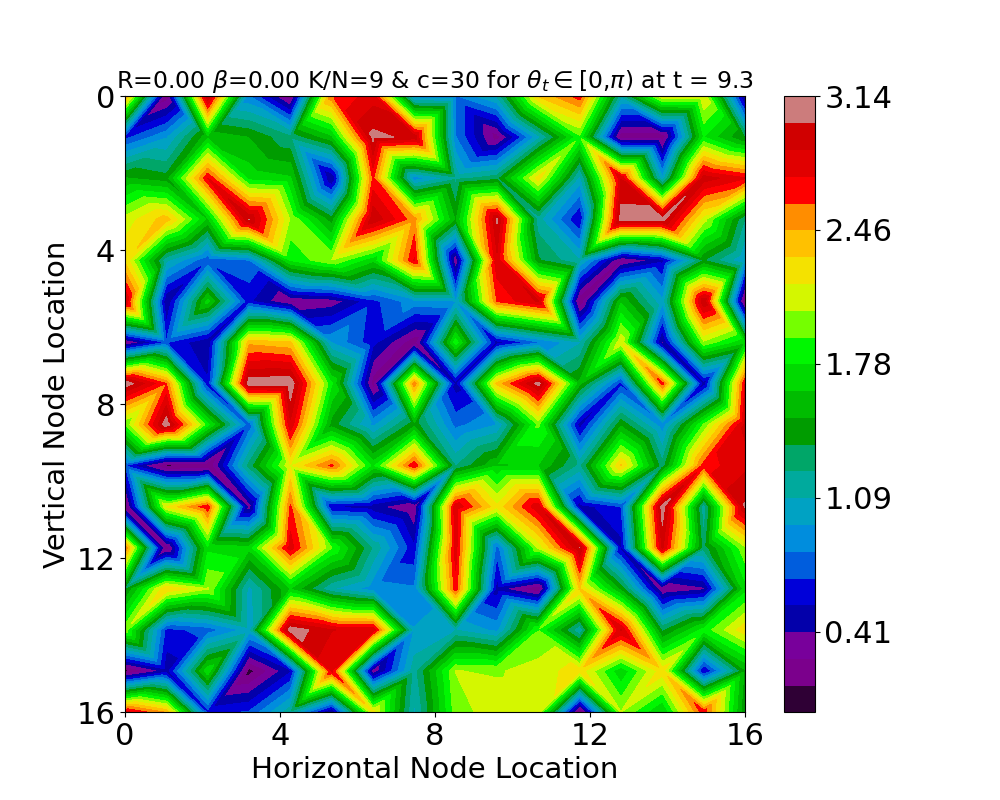 R=0.00 β=0.00 K/N=9 & c=30 for θ_t ∈ [0,π) at t = 9.3
0
4
8
12
16
Vertical Node Location
0 4 8 12 16
Horizontal Node Location
3.14
2.46
1.78
1.09
0.41